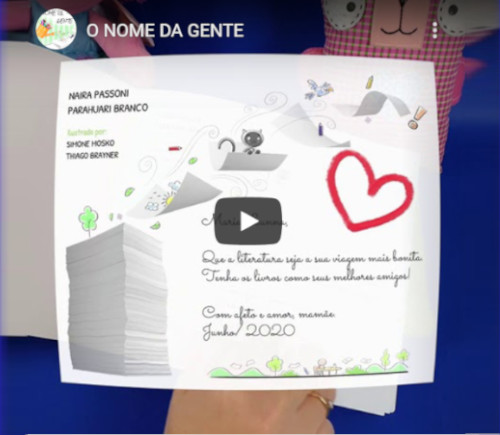 O NOME DA GENTE
NAIRA PASSONI
PARAHUARI BRANCO
Ilustrado por:
SIMONE HOSKO
THIAGO BRAYNER
Maria
Que a literatura seja a sua viagem mais bonita.
Tenha os livros como seus melhores amigos!
Com afeto e amor, mamãe.
Junho 2020